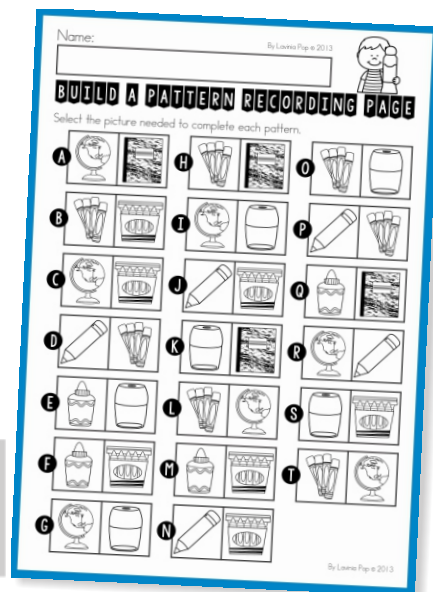 Name:
By Lavinia Pop © 2013
BUILD A PATTERN RECORDING PAGE
Select the picture needed to complete each pattern.
A H O
B I P
C J Q
D K R
E L S
F M T
G N
By Lavinia Pop © 2013